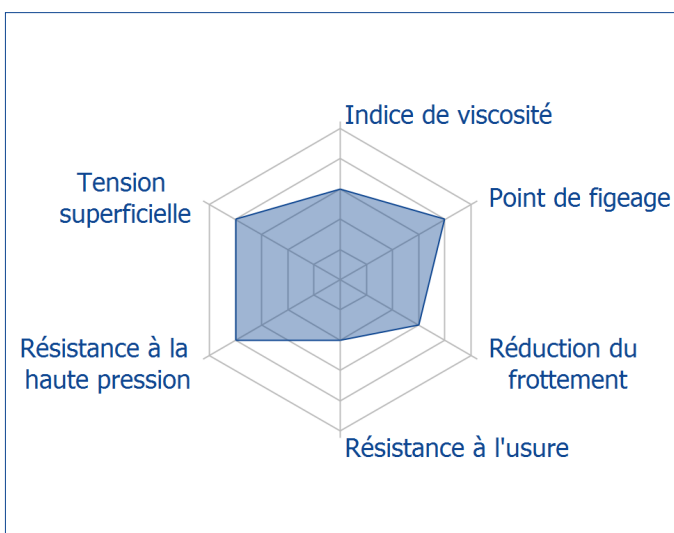 Indice de viscosité
Tension
superficielle
Point de figeage
Résistance à la
haute pression
Réduction du
frottement
Résistance à l'usure